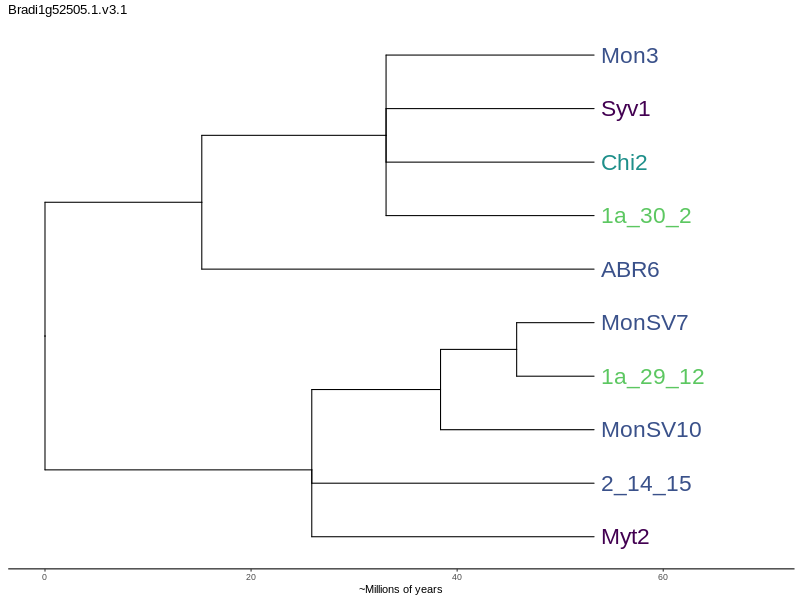 Bradi1g52505.1.v3.1
Mon3
Syv1
Chi2
1a_30_2
ABR6
MonSV7
1a_29_12
MonSV10
2_14_15
Myt2
0 20 40 60
~Millions of years